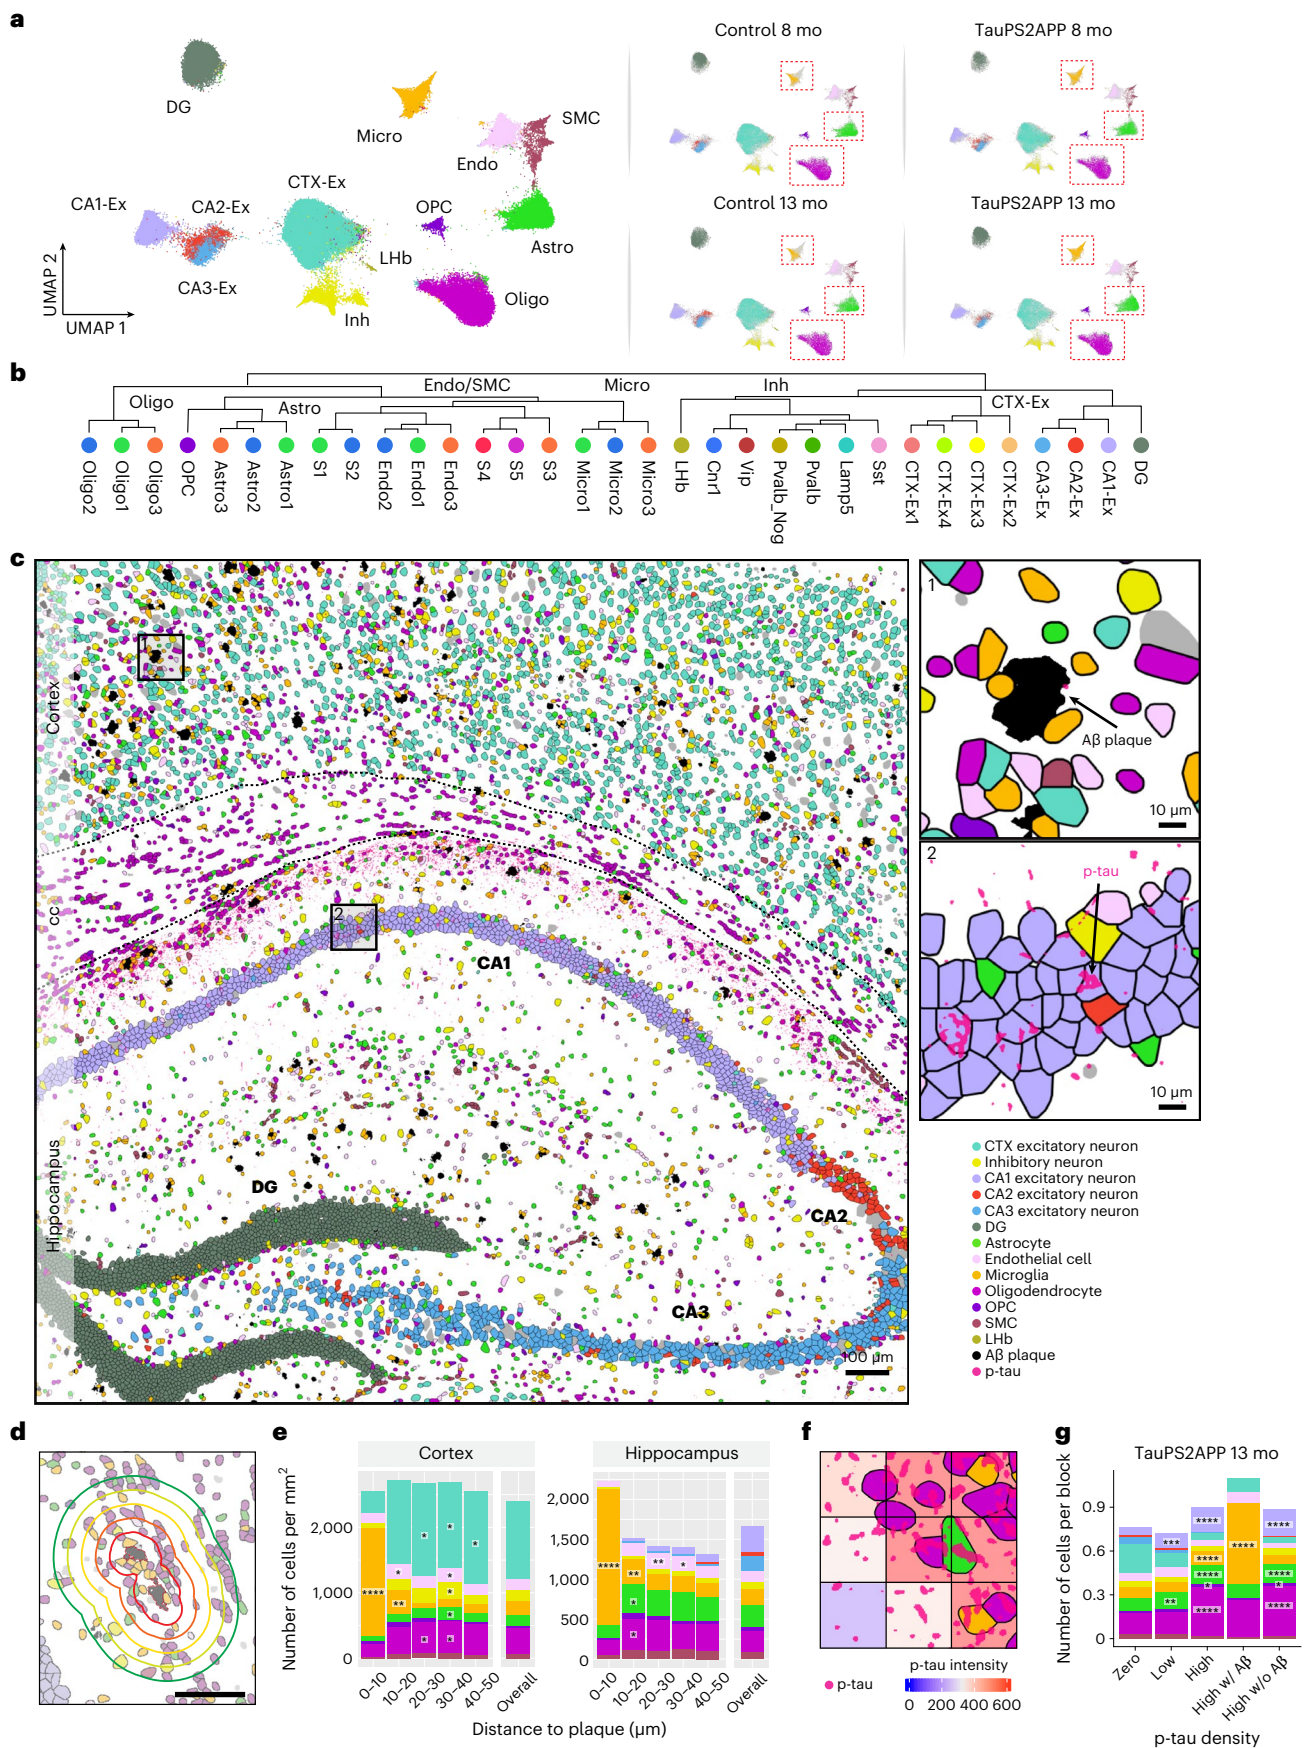 a
DG
Micro
SMC
Endo
CTX-Ex
CA1-Ex
CA2-Ex
OPC
Astro
LHb
CA3-Ex
Oligo
Inh
UMAP 2
UMAP 1
Control 8 mo
TauPS2APP 8 mo
Control 13 mo
TauPS2APP 13 mo
b
Oligo
Astro
Endo/SMC
Micro
Inh
CTX-Ex
Oligo2
Oligo1
Oligo3
OPC
Astro3
Astro2
Astro1
S1
S2
Endo2
Endo1
Endo3
S4
S5
S3
Micro1
Micro2
Micro3
LHb
Cnr1
Vip
Pvalb_Nog
Pvalb
Lamp5
Sst
CTX-Ex1
CTX-Ex4
CTX-Ex3
CTX-Ex2
CA3-Ex
CA2-Ex
CA1-Ex
DG
c
Cortex
cc
Hippocampus
2
CA1
DG
CA2
CA3
100 µm
1
Aβ plaque
10 µm
2
p-tau
10 µm
CTX excitatory neuron
Inhibitory neuron
CA1 excitatory neuron
CA2 excitatory neuron
CA3 excitatory neuron
DG
Astrocyte
Endothelial cell
Microglia
Oligodendrocyte
OPC
SMC
LHb
Aβ plaque
p-tau
d
e
Cortex
Hippocampus
Number of cells per mm²
2,000
1,000
0
2,000
1,500
1,000
500
0
****
*
**
*
*
*
*
*
*
*
*
****
**
*
*
**
*
0–10
10–20
20–30
30–40
40–50
Overall
0–10
10–20
20–30
30–40
40–50
Overall
Distance to plaque (µm)
f
p-tau
p-tau intensity
0 200 400 600
g
TauPS2APP 13 mo
Number of cells per block
0.9
0.6
0.3
0
***
**
****
****
****
*
****
****
****
****
*
****
Zero
Low
High
High w/ Aβ
High w/o Aβ
p-tau density